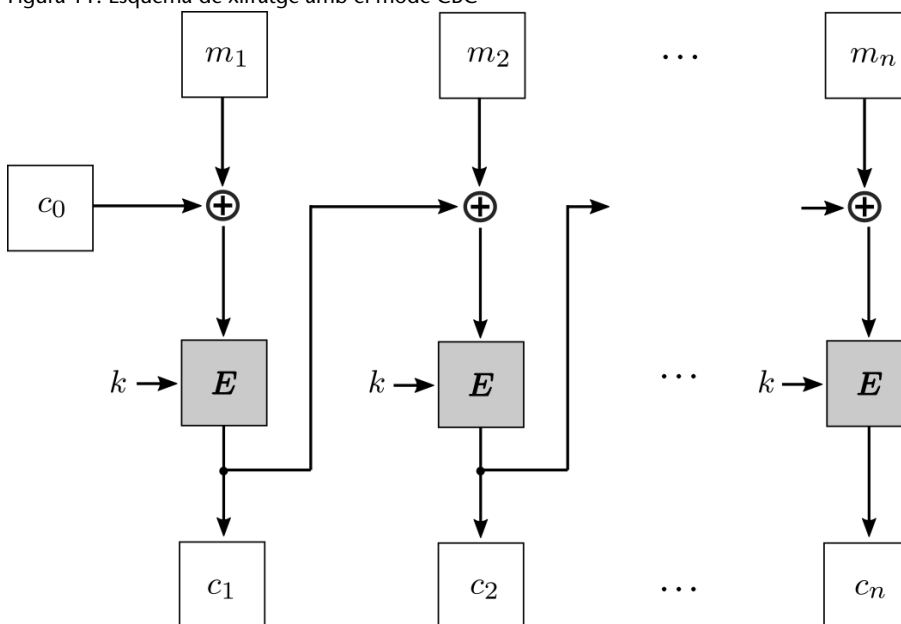 Figura 11. Esquema de xifratge amb el mode CBC
m₁ m₂ ... mₙ
c₀
k E k E ... k E
c₁ c₂ ... cₙ